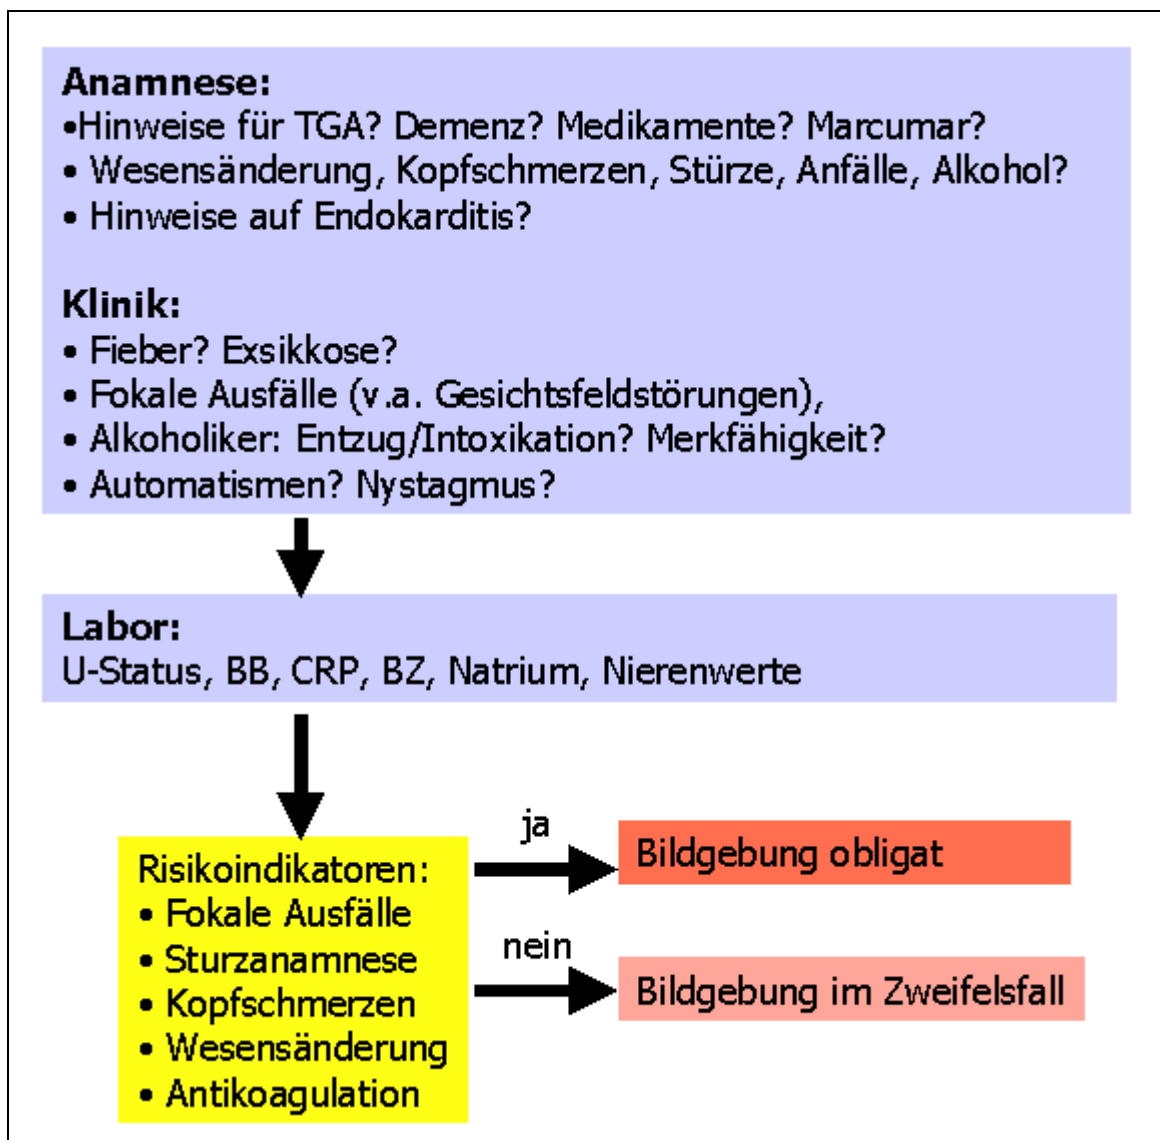 Anamnese:
•Hinweise für TGA? Demenz? Medikamente? Marcumar?
• Wesensänderung, Kopfschmerzen, Stürze, Anfälle, Alkohol?
• Hinweise auf Endokarditis?
Klinik:
• Fieber? Exsikkose?
• Fokale Ausfälle (v.a. Gesichtsfeldstörungen),
• Alkoholiker: Entzug/Intoxikation? Merkfähigkeit?
• Automatismen? Nystagmus?
Labor:
U-Status, BB, CRP, BZ, Natrium, Nierenwerte
Risikoindikatoren:
• Fokale Ausfälle
• Sturzanamnese
• Kopfschmerzen
• Wesensänderung
• Antikoagulation
ja
Bildgebung obligat
nein
Bildgebung im Zweifelsfall